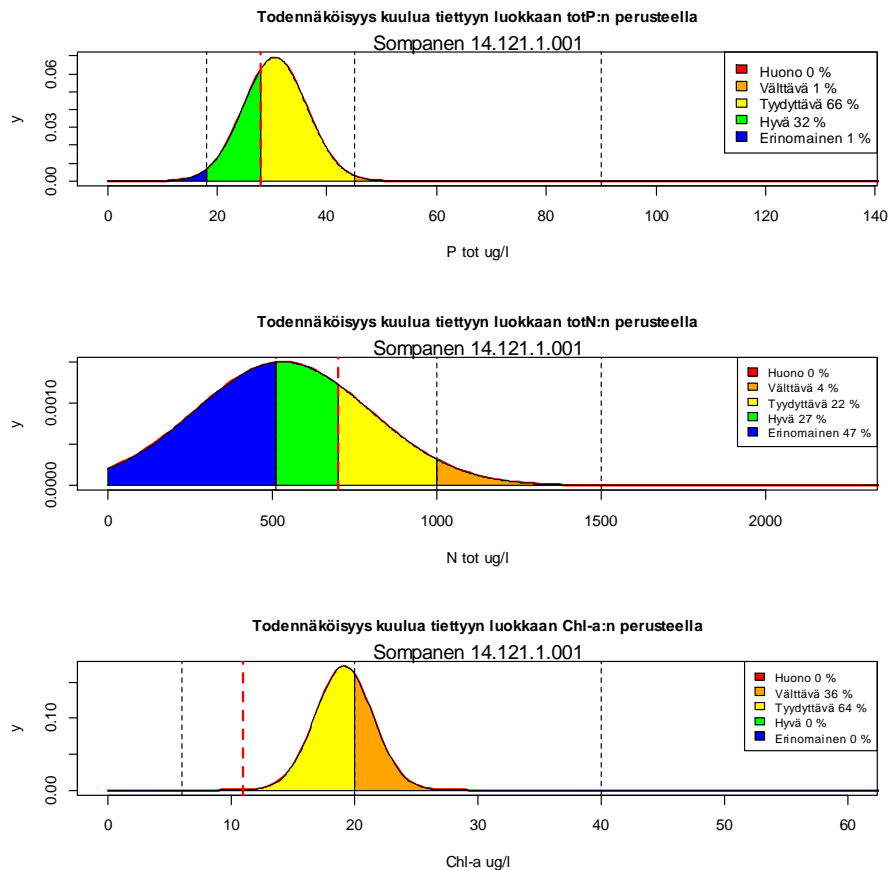 Todennäköisyys kuulua tiettyyn luokkaan totP:n perusteella
Sompanen 14.121.1.001
Huono 0 %
Välttävä 1 %
Tyydyttävä 66 %
Hyvä 32 %
Erinomainen 1 %
y
0.00 0.03 0.06
0 20 40 60 80 100 120 140
P tot ug/l
Todennäköisyys kuulua tiettyyn luokkaan totN:n perusteella
Sompanen 14.121.1.001
Huono 0 %
Välttävä 4 %
Tyydyttävä 22 %
Hyvä 27 %
Erinomainen 47 %
y
0.0000 0.0010
0 500 1000 1500 2000
N tot ug/l
Todennäköisyys kuulua tiettyyn luokkaan Chl-a:n perusteella
Sompanen 14.121.1.001
Huono 0 %
Välttävä 36 %
Tyydyttävä 64 %
Hyvä 0 %
Erinomainen 0 %
y
0.00 0.10
0 10 20 30 40 50 60
Chl-a ug/l